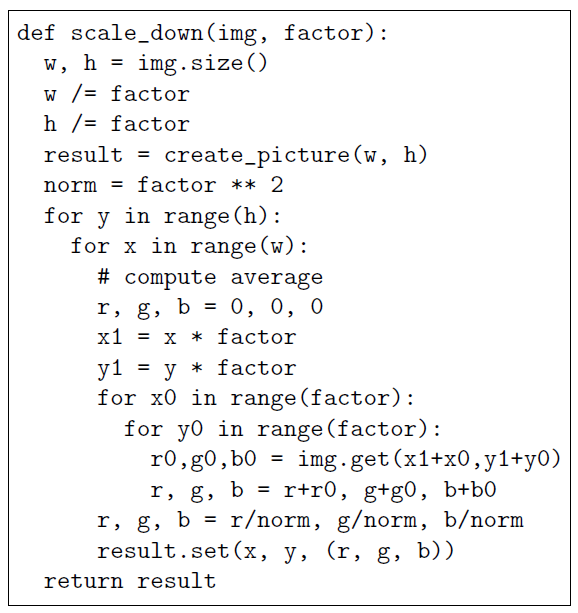 def scale_down(img, factor):
  w, h = img.size()
  w /= factor
  h /= factor
  result = create_picture(w, h)
  norm = factor ** 2
  for y in range(h):
    for x in range(w):
      # compute average
      r, g, b = 0, 0, 0
      x1 = x * factor
      y1 = y * factor
      for x0 in range(factor):
        for y0 in range(factor):
          r0,g0,b0 = img.get(x1+x0,y1+y0)
          r, g, b = r+r0, g+g0, b+b0
      r, g, b = r/norm, g/norm, b/norm
      result.set(x, y, (r, g, b))
  return result